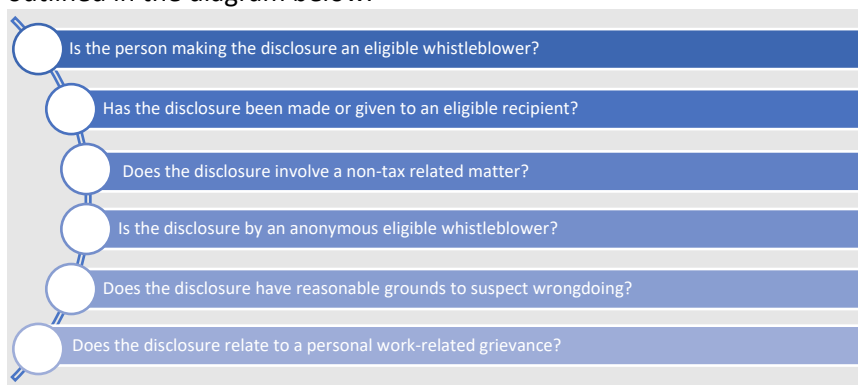 outlined in the diagram below:
Is the person making the disclosure an eligible whistleblower?
Has the disclosure been made or given to an eligible recipient?
Does the disclosure involve a non-tax related matter?
Is the disclosure by an anonymous eligible whistleblower?
Does the disclosure have reasonable grounds to suspect wrongdoing?
Does the disclosure relate to a personal work-related grievance?